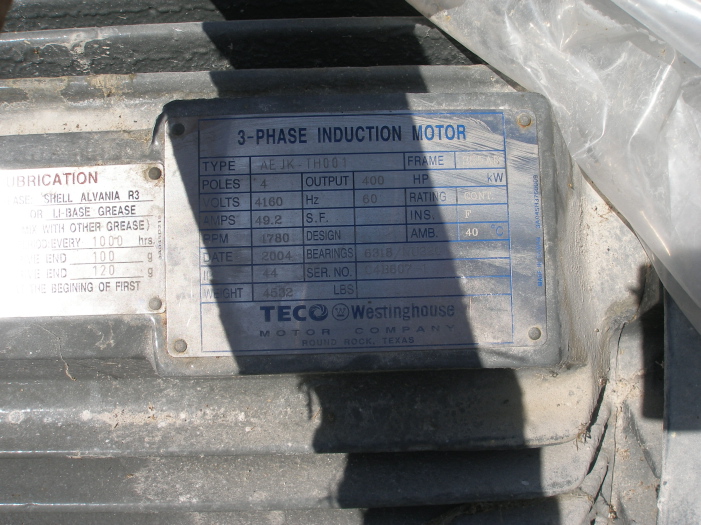 3-PHASE INDUCTION MOTOR
TYPE AEJK-TH001 FRAME
POLES 4 OUTPUT 400 HP kW
VOLTS 4160 Hz 60 RATING CONT.
AMPS 49.2 S.F. INS. F
RPM 1780 DESIGN AMB. 40 C
DATE 2004 BEARINGS
44 SER. NO.
WEIGHT 4532 LBS
TECO Westinghouse
MOTOR COMPANY
ROUND ROCK, TEXAS
UBRICATION
SHELL ALVANIA R3
OR LI-BASE GREASE
WITH OTHER GREASE)
EVERY 1000 hrs.
END 100 g
END 120 g
THE BEGINING OF FIRST